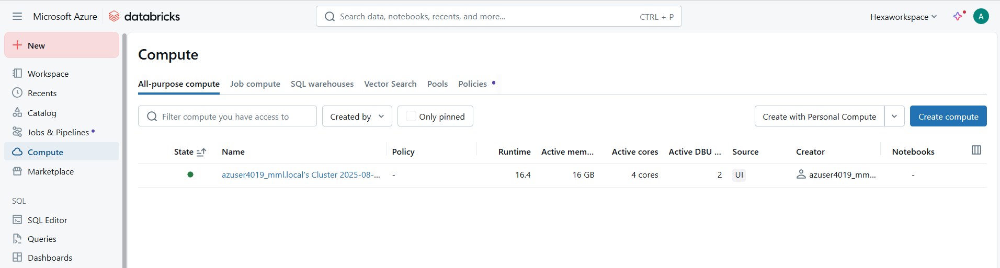 Microsoft Azure databricks Search data, notebooks, recents, and more... CTRL + P Hexaworkspace A
New
Workspace
Recents
Catalog
Jobs & Pipelines
Compute
Marketplace
SQL
SQL Editor
Queries
Dashboards
Compute
All-purpose compute Job compute SQL warehouses Vector Search Pools Policies
Filter compute you have access to Created by Only pinned Create with Personal Compute Create compute
State Name Policy Runtime Active mem... Active cores Active DBU ... Source Creator Notebooks
azuser4019_mml.local's Cluster 2025-08-... - 16.4 16 GB 4 cores 2 UI azuser4019_mm... -